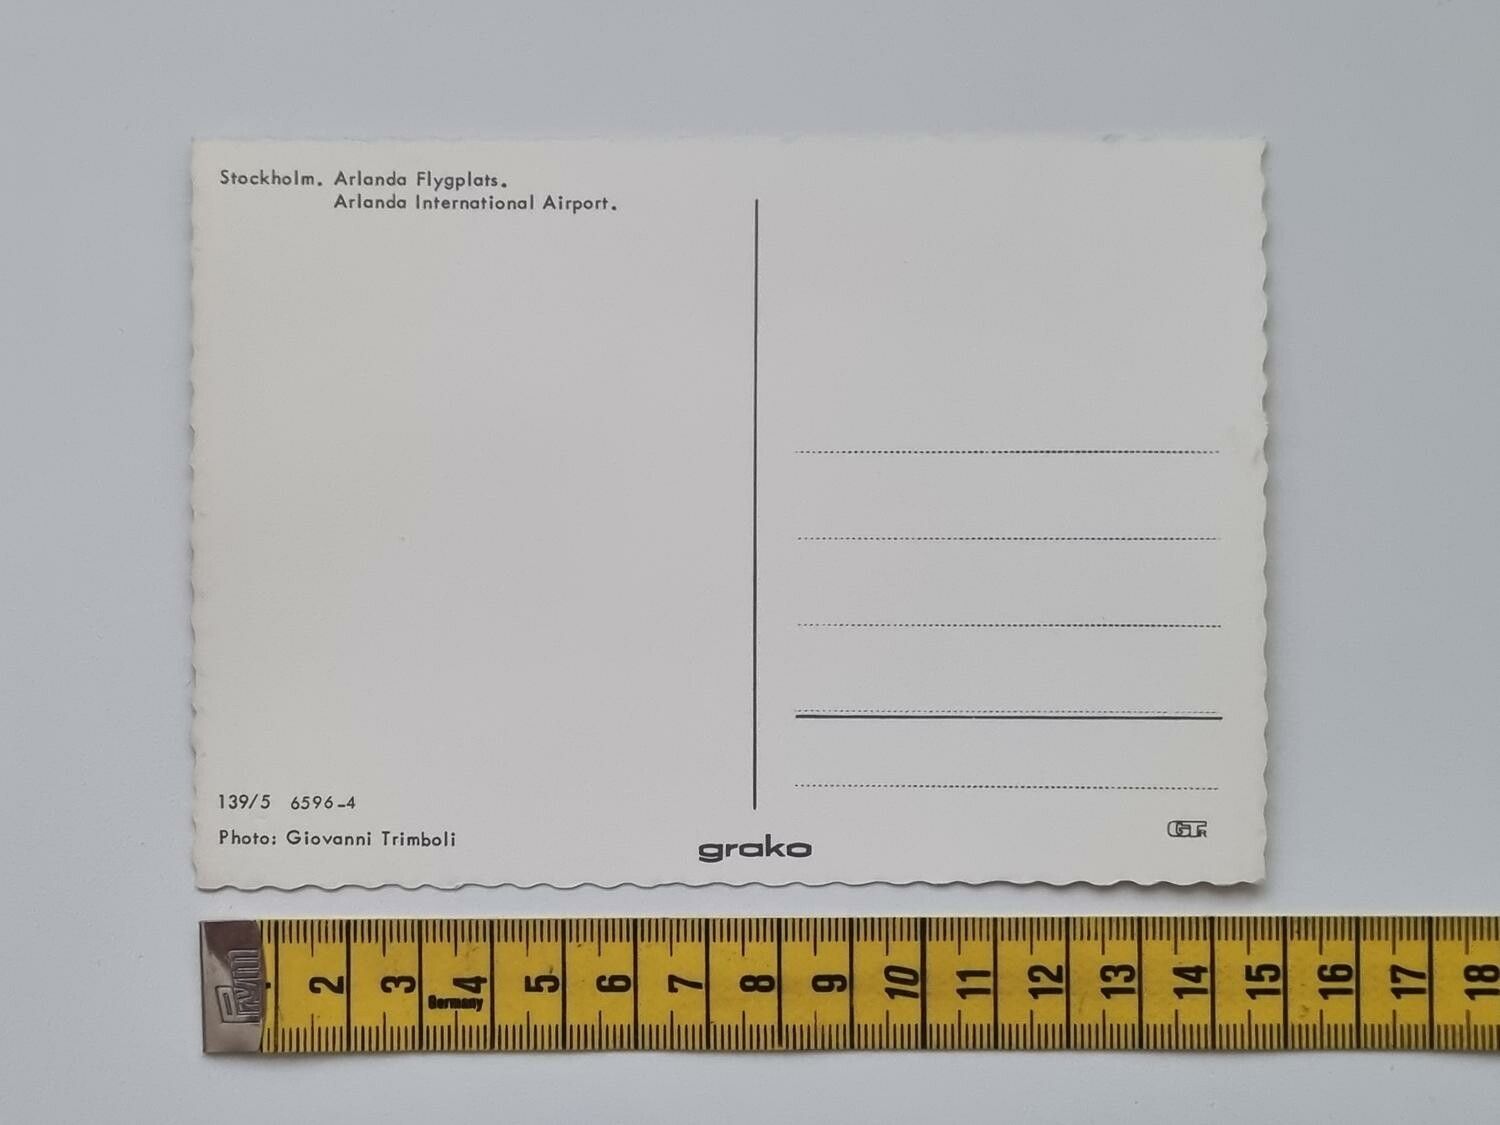 Stockholm. Arlanda Flygplats.
Arlanda International Airport.
139/5 6596-4
Photo: Giovanni Trimboli
grako
GTR
Prym
2 3 4 5 6 7 8 9 10 11 12 13 14 15 16 17 18
Germany